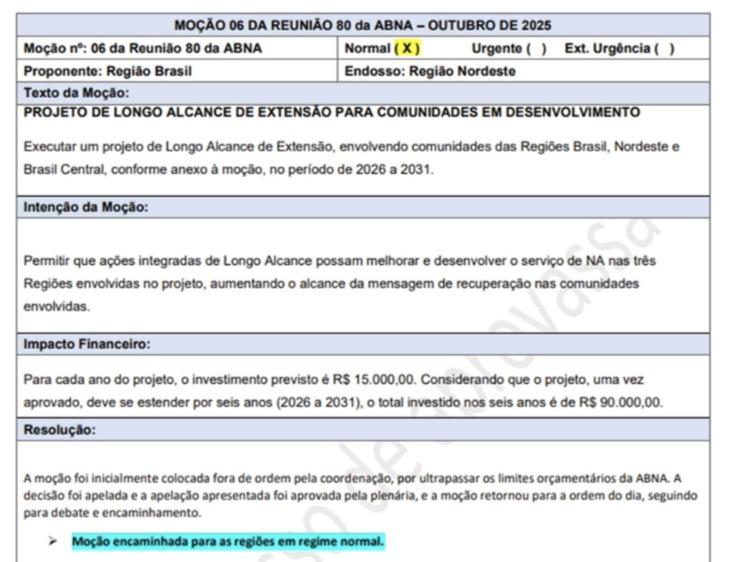 MOÇÃO 06 DA REUNIÃO 80 da ABNA – OUTUBRO DE 2025
Moção nº: 06 da Reunião 80 da ABNA Normal ( X ) Urgente ( ) Ext. Urgência ( )
Proponente: Região Brasil Endosso: Região Nordeste
Texto da Moção:
PROJETO DE LONGO ALCANCE DE EXTENSÃO PARA COMUNIDADES EM DESENVOLVIMENTO
Executar um projeto de Longo Alcance de Extensão, envolvendo comunidades das Regiões Brasil, Nordeste e
Brasil Central, conforme anexo à moção, no período de 2026 a 2031.
Intenção da Moção:
Permitir que ações integradas de Longo Alcance possam melhorar e desenvolver o serviço de NA nas três
Regiões envolvidas no projeto, aumentando o alcance da mensagem de recuperação nas comunidades
envolvidas.
Impacto Financeiro:
Para cada ano do projeto, o investimento previsto é R$ 15.000,00. Considerando que o projeto, uma vez
aprovado, deve se estender por seis anos (2026 a 2031), o total investido nos seis anos é de R$ 90.000,00.
Resolução:
A moção foi inicialmente colocada fora de ordem pela coordenação, por ultrapassar os limites orçamentários da ABNA. A
decisão foi apelada e a apelação apresentada foi aprovada pela plenária, e a moção retornou para a ordem do dia, seguindo
para debate e encaminhamento.
➤ Moção encaminhada para as regiões em regime normal.
sso de aprovassa